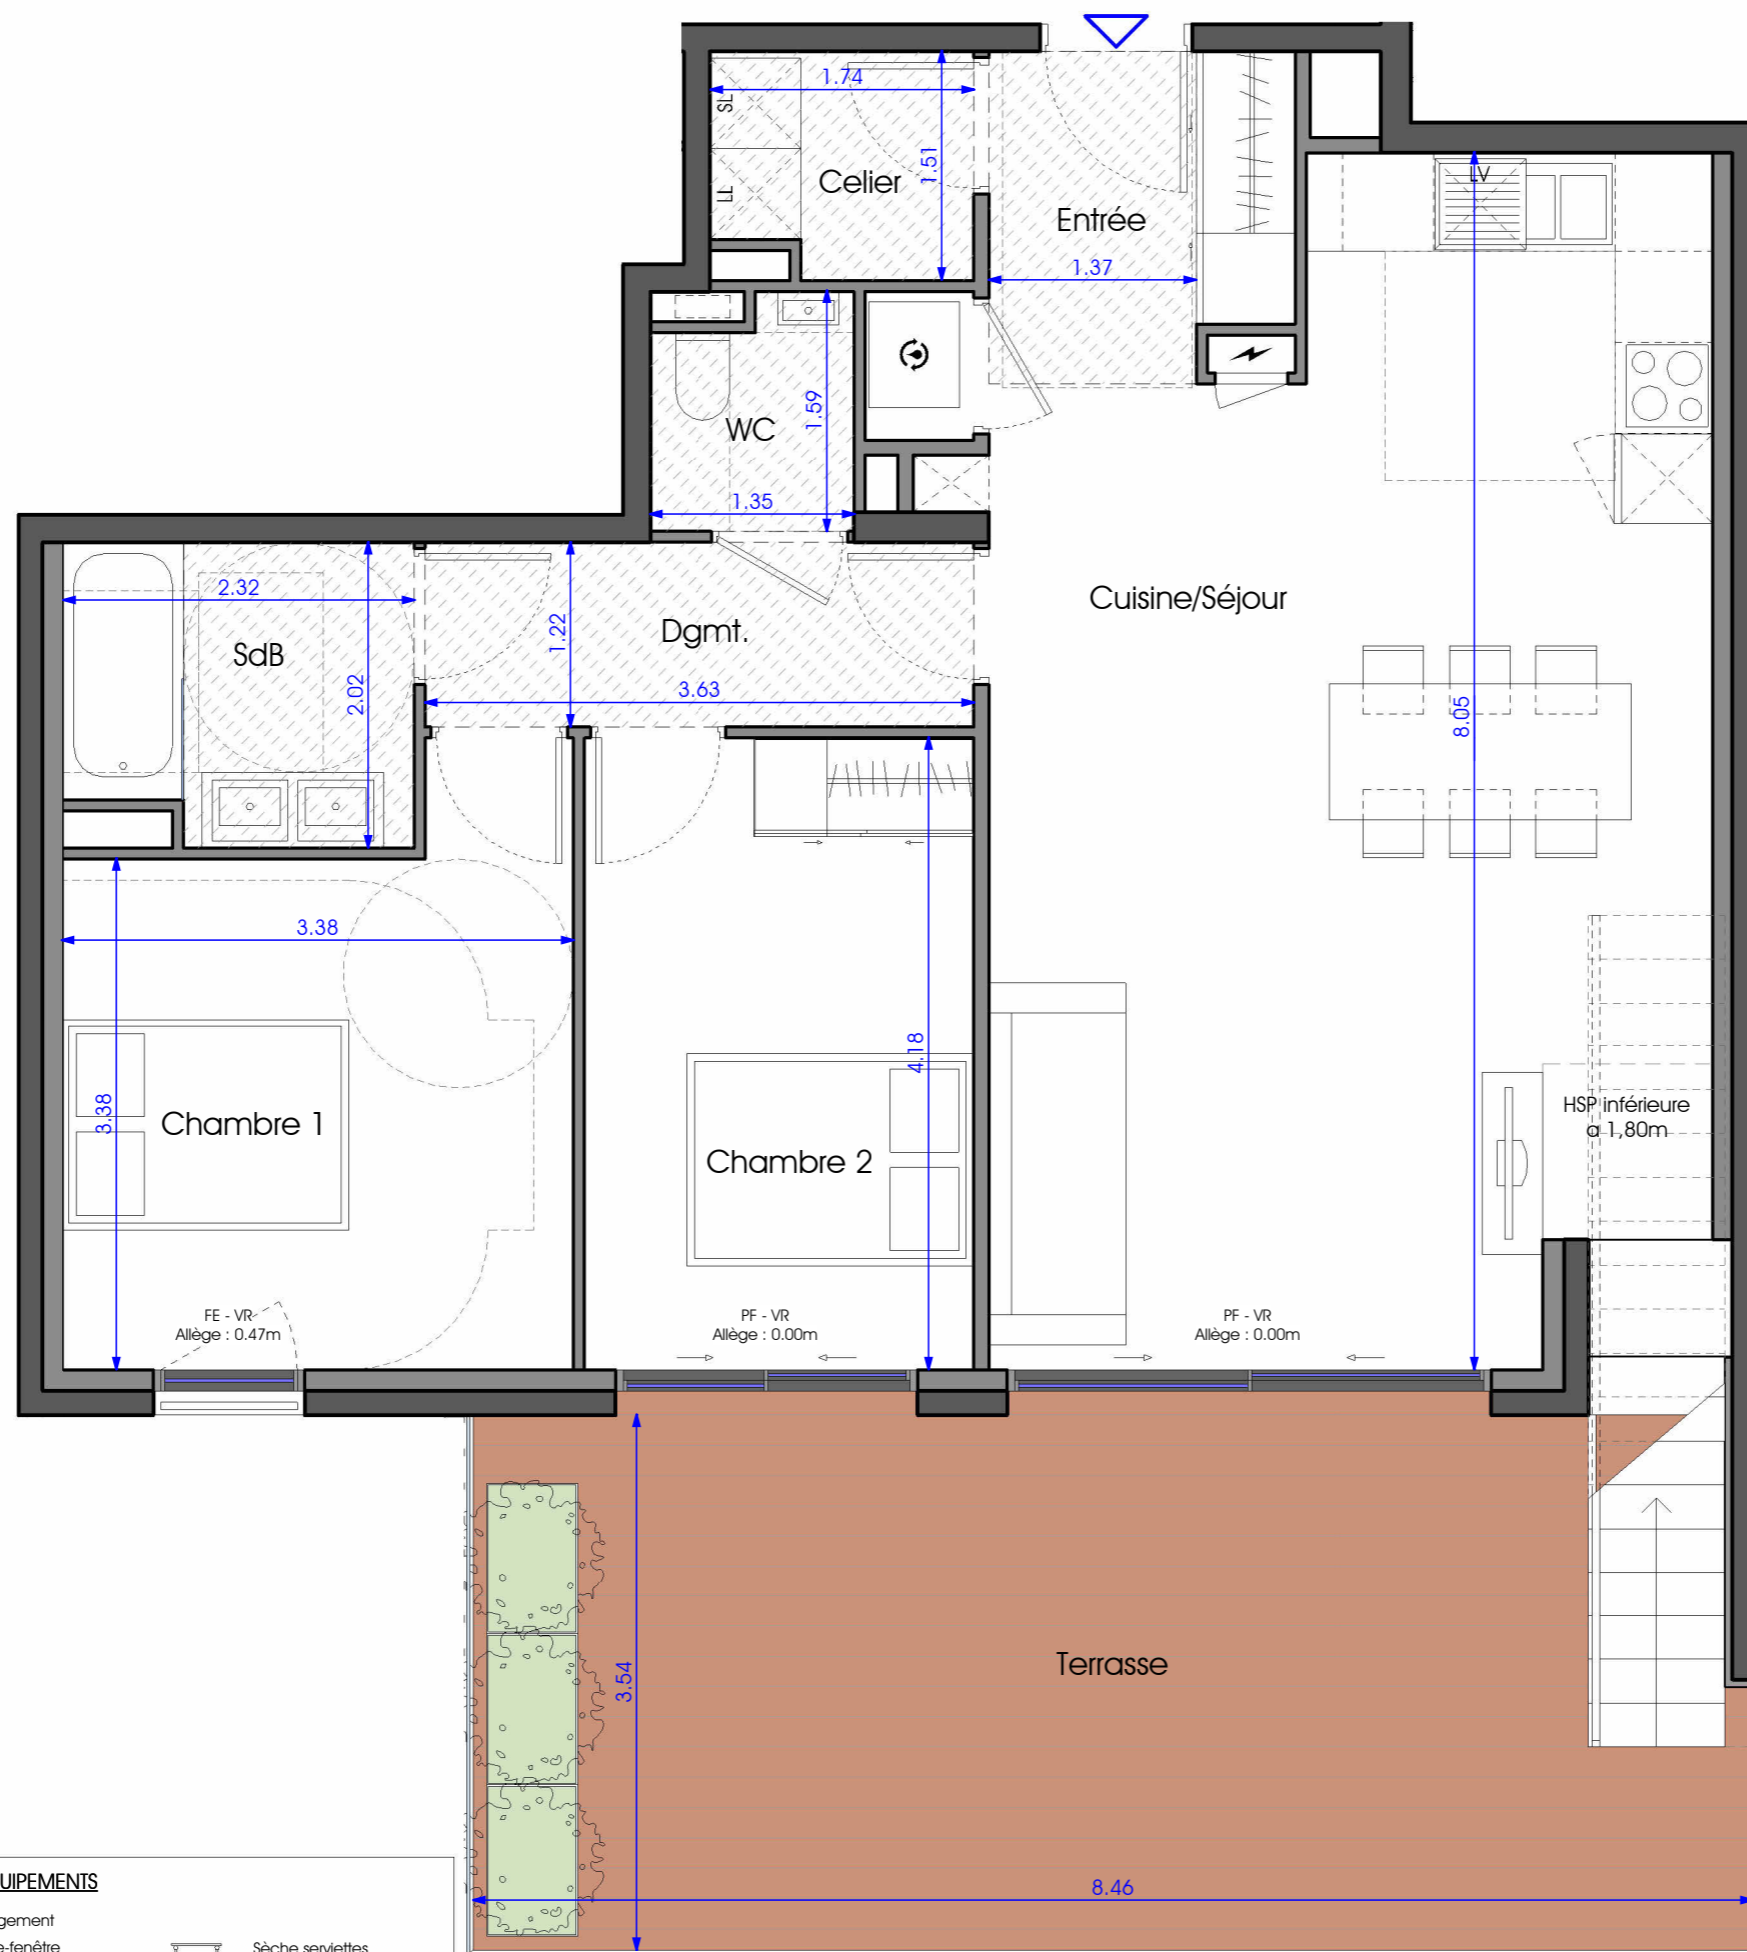 1.74
SL
1.51
Celier
LL
Entrée
1.37
LV
WC
1.59
1.35
Cuisine/Séjour
2.32
SdB
2.02
1.22
Dgmt.
3.63
8.05
3.38
3.38
Chambre 1
4.18
Chambre 2
HSP inférieure
a 1,80m
FE - VR
Allège : 0.47m
PF - VR
Allège : 0.00m
PF - VR
Allège : 0.00m
Terrasse
3.54
8.46
UIPEMENTS
gement
e-fenêtre
Sèche serviettes